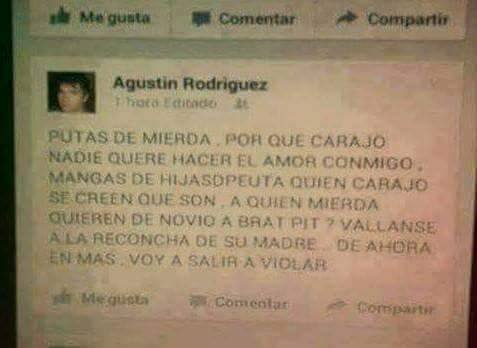 Me gusta Comentar Compartir
Agustin Rodriguez
1 hora Editado
PUTAS DE MIERDA . POR QUE CARAJO
NADIE QUERE HACER EL AMOR CONMIGO ,
MANGAS DE HIJASDPEUTA QUIEN CARAJO
SE CREEN QUE SON , A QUIEN MIERDA
QUIEREN DE NOVIO A BRAT PIT ? VALLANSE
A LA RECONCHA DE SU MADRE .. DE AHORA
EN MAS . VOY A SALIR A VIOLAR
Me gusta Comentar Compartir